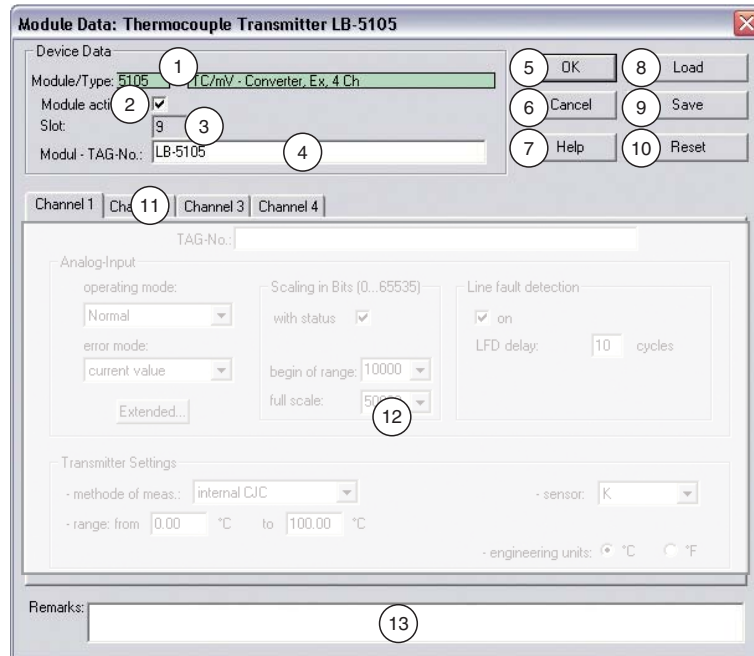 Module Data: Thermocouple Transmitter LB-5105
Device Data
Module/Type: 5105 1 TC/mV - Converter, Ex, 4 Ch
Module acti 2
Slot: 9 3
Modul - TAG-No.: LB-5105 4
5 OK 8 Load
6 Cancel 9 Save
7 Help 10 Reset
Channel 1 Cha 11 Channel 3 Channel 4
TAG-No.:
Analog-Input
operating mode: Scaling in Bits (0...65535) Line fault detection
Normal with status on
error mode: LFD delay: 10 cycles
current value begin of range: 10000
Extended... full scale: 12
Transmitter Settings
- methode of meas.: internal CJC - sensor: K
- range: from 0.00 °C to 100.00 °C
- engineering units: °C °F
Remarks: 13